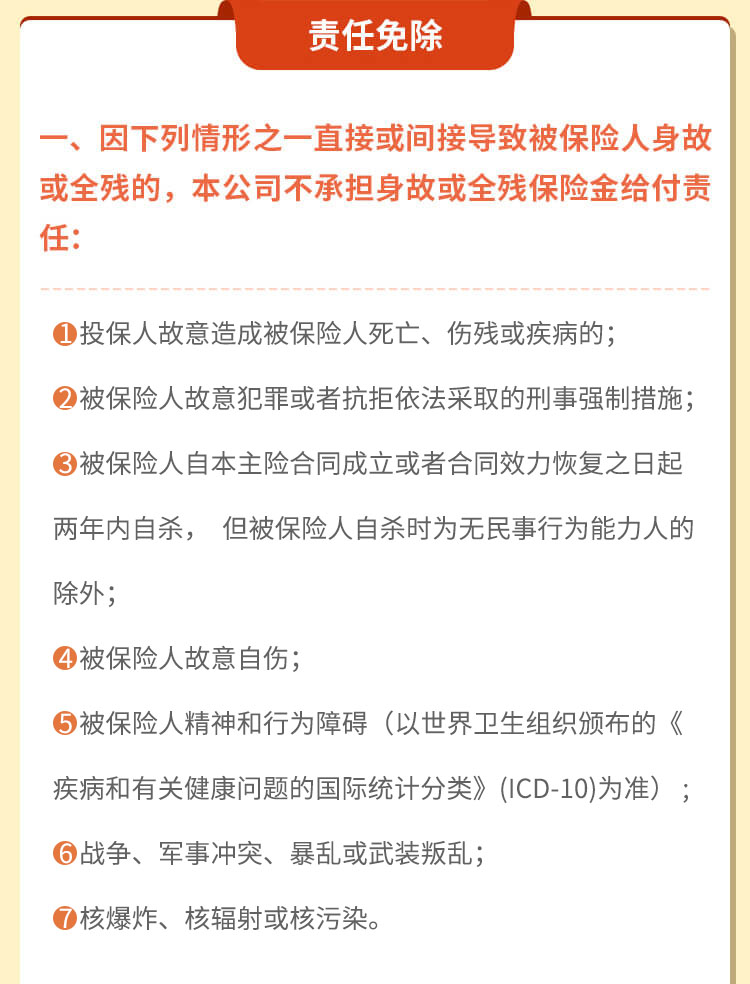 责任免除
一、因下列情形之一直接或间接导致被保险人身故
或全残的，本公司不承担身故或全残保险金给付责
任：
❶投保人故意造成被保险人死亡、伤残或疾病的；
❷被保险人故意犯罪或者抗拒依法采取的刑事强制措施；
❸被保险人自本主险合同成立或者合同效力恢复之日起
两年内自杀， 但被保险人自杀时为无民事行为能力人的
除外；
❹被保险人故意自伤；
❺被保险人精神和行为障碍（以世界卫生组织颁布的《
疾病和有关健康问题的国际统计分类》(ICD-10)为准）；
❻战争、军事冲突、暴乱或武装叛乱；
❼核爆炸、核辐射或核污染。